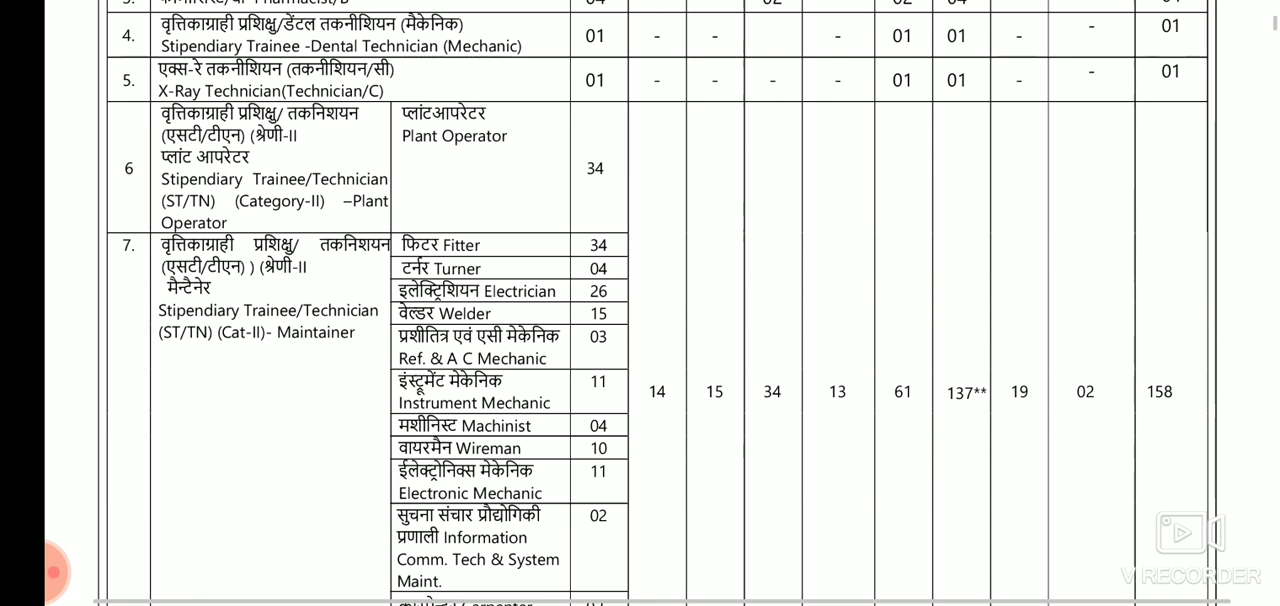 4.
वृत्तिकाग्राही प्रशिक्षु/डेंटल तकनीशियन (मैकेनिक)
Stipendiary Trainee -Dental Technician (Mechanic)
01 - - - 01 01 - - 01
5.
एक्स-रे तकनीशियन (तकनीशियन/सी)
X-Ray Technician(Technician/C)
01 - - - - 01 01 - - 01
6
वृत्तिकाग्राही प्रशिक्षु/ तकनिशयन
(एसटी/टीएन) (श्रेणी-II
प्लांट आपरेटर
Stipendiary Trainee/Technician
(ST/TN) (Category-II) –Plant
Operator
प्लांटआपरेटर
Plant Operator
34
7.
वृत्तिकाग्राही प्रशिक्षु/ तकनिशयन
(एसटी/टीएन) ) (श्रेणी-II
मैन्टैनेर
Stipendiary Trainee/Technician
(ST/TN) (Cat-II)- Maintainer
फिटर Fitter 34
टर्नर Turner 04
इलेक्ट्रिशियन Electrician 26
वेल्डर Welder 15
प्रशीतित्र एवं एसी मेकेनिक 03
Ref. & A C Mechanic
इंस्ट्रूमेंट मेकेनिक 11
Instrument Mechanic
14 15 34 13 61 137** 19 02 158
मशीनिस्ट Machinist 04
वायरमैन Wireman 10
ईलेक्ट्रोनिक्स मेकेनिक 11
Electronic Mechanic
सुचना संचार प्रौद्योगिकी 02
प्रणाली Information
Comm. Tech & System
Maint.
V RECORDER